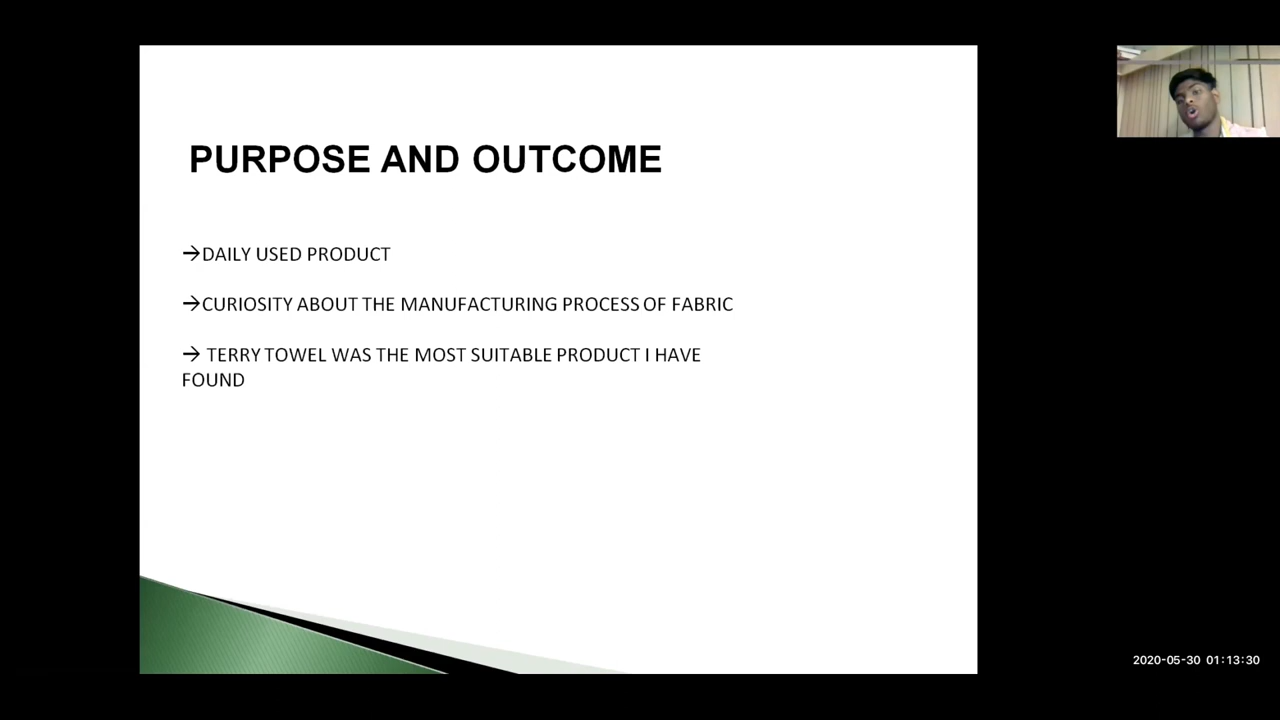 PURPOSE AND OUTCOME
→DAILY USED PRODUCT
→CURIOSITY ABOUT THE MANUFACTURING PROCESS OF FABRIC
→ TERRY TOWEL WAS THE MOST SUITABLE PRODUCT I HAVE
FOUND
2020-05-30 01:13:30